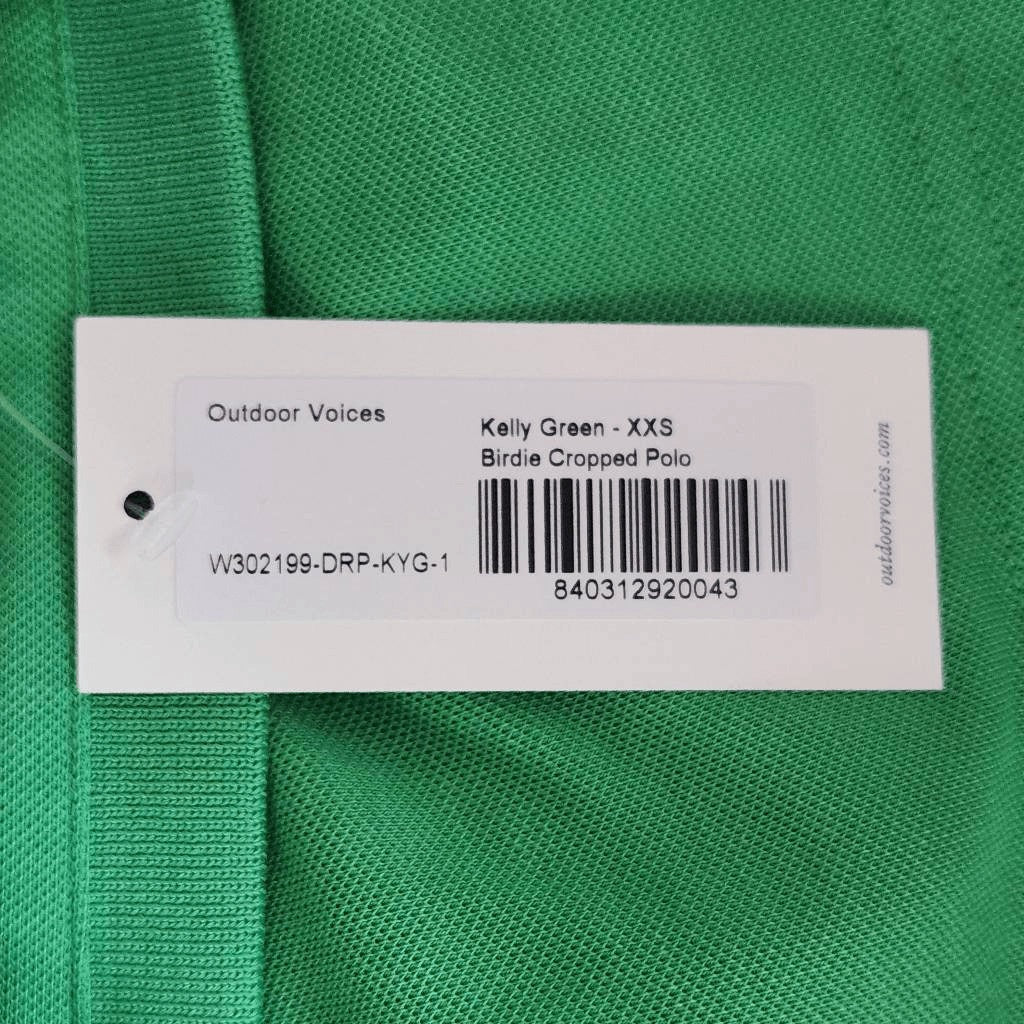 Outdoor Voices
Kelly Green - XXS
Birdie Cropped Polo
W302199-DRP-KYG-1
840312920043
outdoorvoices.com